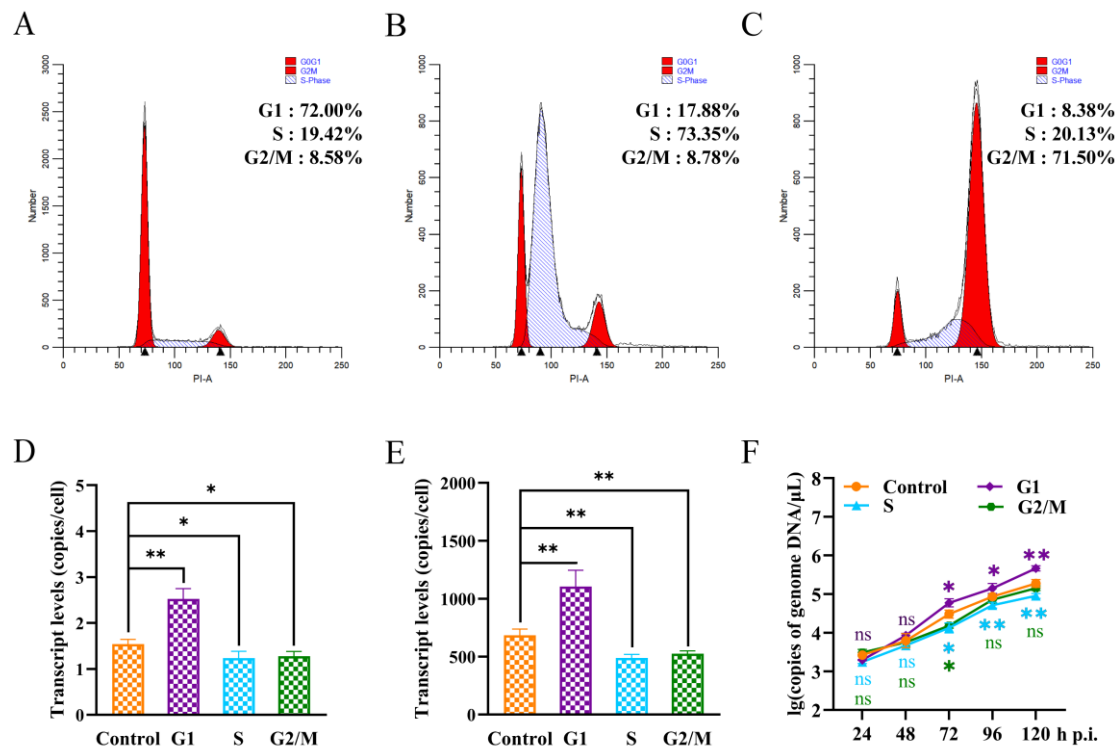 A
G0G1
G2M
S-Phase
G1 : 72.00%
S : 19.42%
G2/M : 8.58%
3000
2500
2000
1500
1000
500
0
Number
0 50 100 150 200 250
PI-A
B
G0G1
G2M
S-Phase
G1 : 17.88%
S : 73.35%
G2/M : 8.78%
1000
800
600
400
200
0
Number
0 50 100 150 200 250
PI-A
C
G0G1
G2M
S-Phase
G1 : 8.38%
S : 20.13%
G2/M : 71.50%
1000
800
600
400
200
0
Number
0 50 100 150 200 250
PI-A
D
Transcript levels (copies/cell)
5
4
3
2
1
0
*
*
**
Control G1 S G2/M
E
Transcript levels (copies/cell)
2000
1500
1000
500
0
**
**
**
Control G1 S G2/M
F
lg(copies of genome DNA/μL)
8
7
6
5
4
3
2
Control G1
S G2/M
ns ns * * **
ns ns * ** **
ns ns * ns
24 48 72 96 120 h p.i.